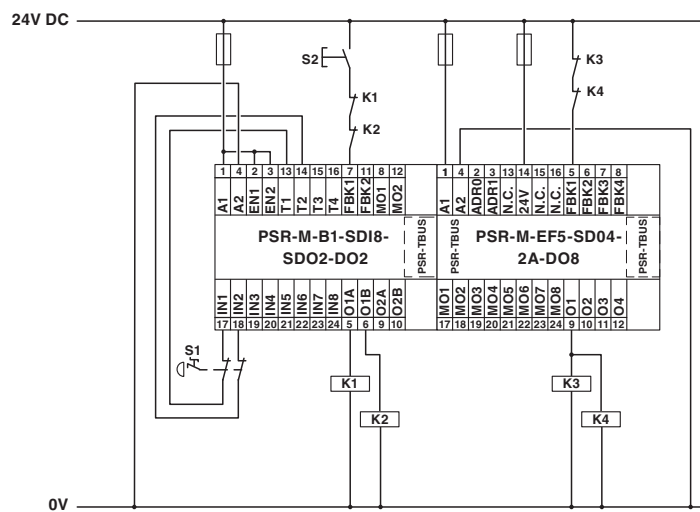 24V DC
S2
K1
K2
K3
K4
1 4 2 3 13 14 15 16 7 11 8 12
A1 A2 EN1 EN2 T1 T2 T3 T4 FBK1 FBK2 MO1 MO2
1 4 2 3 13 14 15 16 5 6 7 8
A1 A2 ADR0 ADR1 N.C. 24V N.C. N.C. FBK1 FBK2 FBK3 FBK4
PSR-M-B1-SDI8-
SDO2-DO2
PSR-TBUS
PSR-TBUS
PSR-M-EF5-SD04-
2A-DO8
PSR-TBUS
IN1 IN2 IN3 IN4 IN5 IN6 IN7 IN8 O1A O1B O2A O2B
17 18 19 20 21 22 23 24 5 6 9 10
MO1 MO2 MO3 MO4 MO5 MO6 MO7 MO8 O1 O2 O3 O4
17 18 19 20 21 22 23 24 9 10 11 12
S1
K1
K2
K3
K4
0V